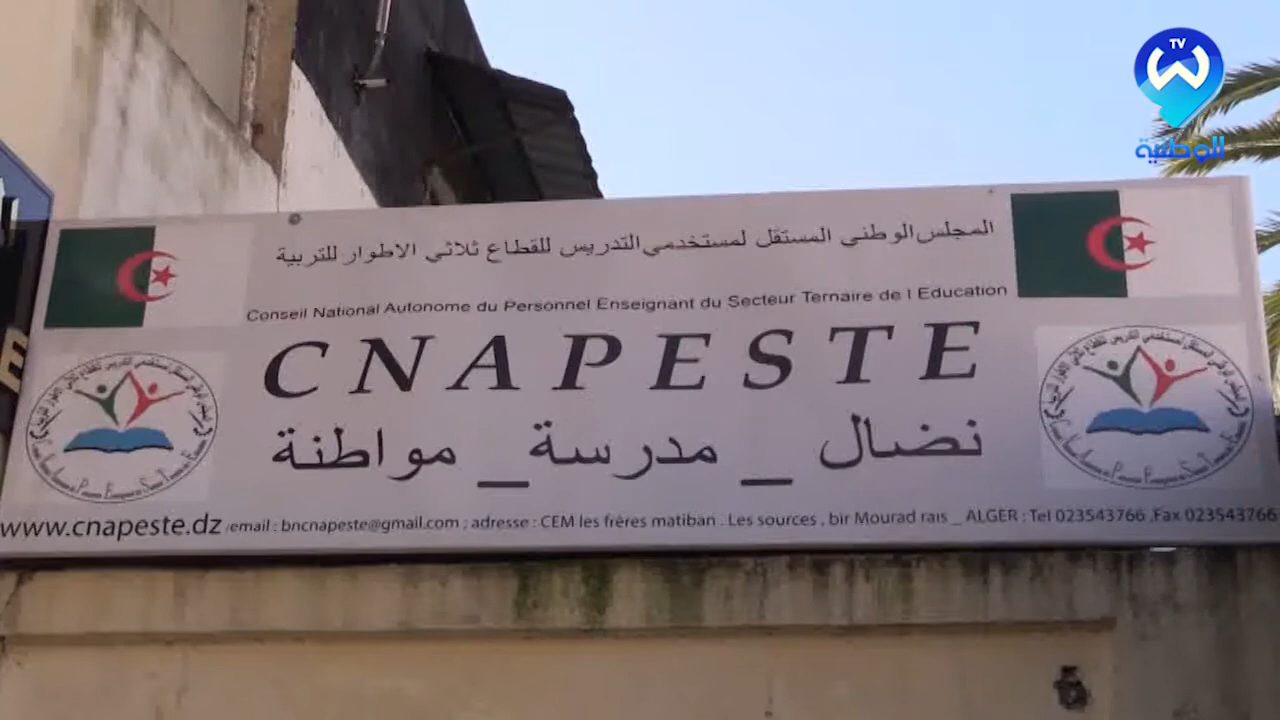 TV
الوطنية
المجلس الوطني المستقل لمستخدمي التدريس للقطاع ثلاثي الاطوار للتربية
Conseil National Autonome du Personnel Enseignant du Secteur Ternaire de l Education
CNAPESTE
نضال _ مدرسة _ مواطنة
www.cnapeste.dz /email : bncnapeste@gmail.com ; adresse : CEM les frères matiban . Les sources , bir Mourad rais _ ALGER : Tel 023543766 ,Fax 023543766